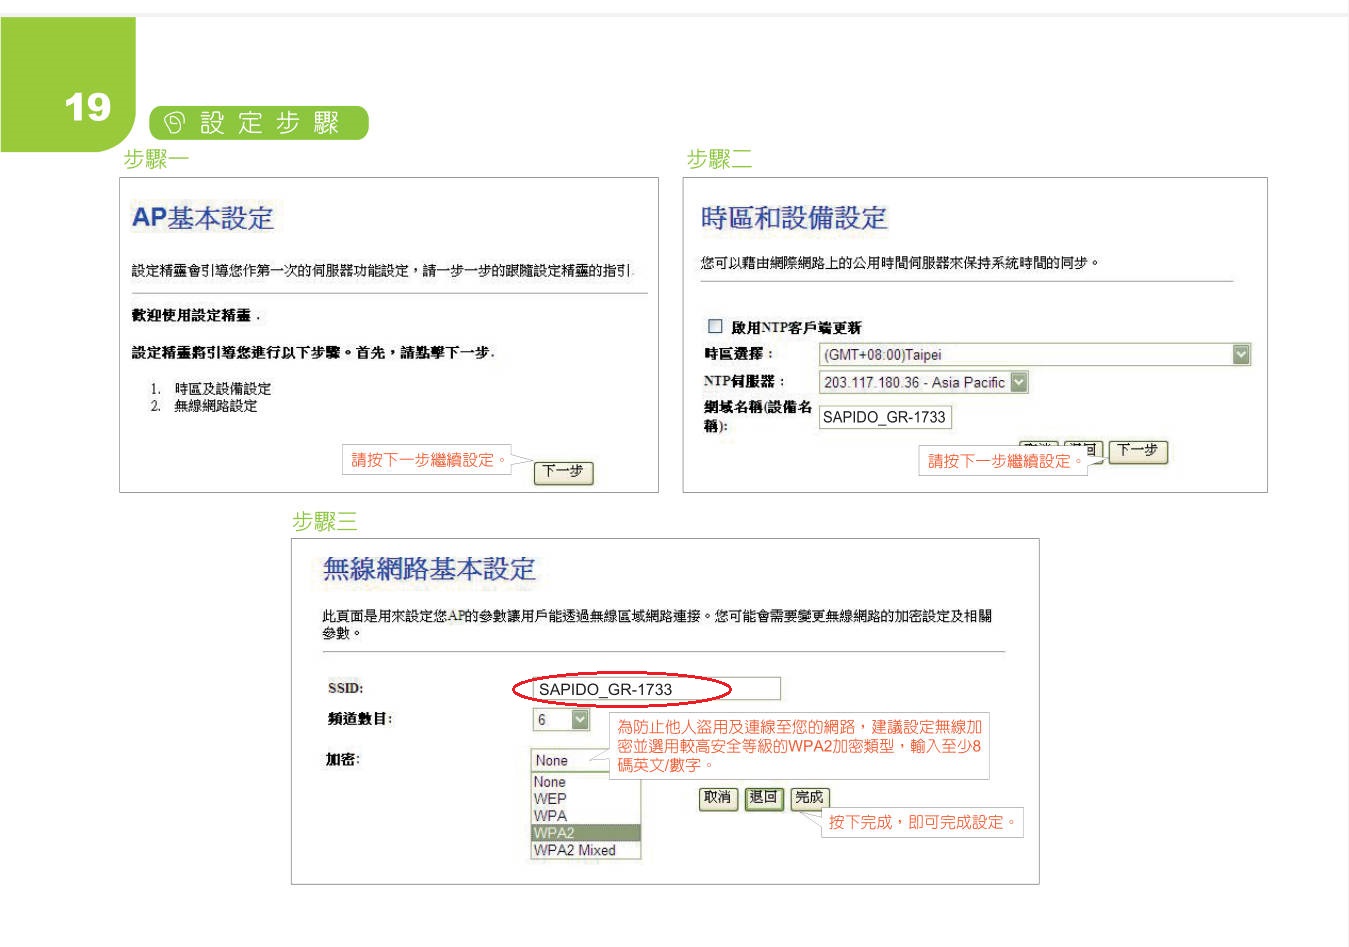 19
設定步驟
步驟一
AP基本設定
設定精靈會引導您作第一次的伺服器功能設定，請一步一步的跟隨設定精靈的指引.
歡迎使用設定精靈．
設定精靈將引導您進行以下步驟。首先，請點擊下一步．
1. 時區及設備設定
2. 無線網路設定
請按下一步繼續設定。
下一步
步驟二
時區和設備設定
您可以藉由網際網路上的公用時間伺服器來保持系統時間的同步。
啟用NTP客戶端更新
時區選擇： (GMT+08:00)Taipei
NTP伺服器： 203.117.180.36 - Asia Pacific
網域名稱(設備名
稱): SAPIDO_GR-1733
下一步
請按下一步繼續設定。
步驟三
無線網路基本設定
此頁面是用來設定您AP的參數讓用戶能透過無線區域網路連接。您可能會需要變更無線網路的加密設定及相關
參數。
SSID: SAPIDO_GR-1733
頻道數目: 6
為防止他人盜用及連線至您的網路，建議設定無線加
密並選用較高安全等級的WPA2加密類型，輸入至少8
碼英文/數字。
加密: None
None
WEP
WPA
WPA2
WPA2 Mixed
取消 退回 完成
按下完成，即可完成設定。